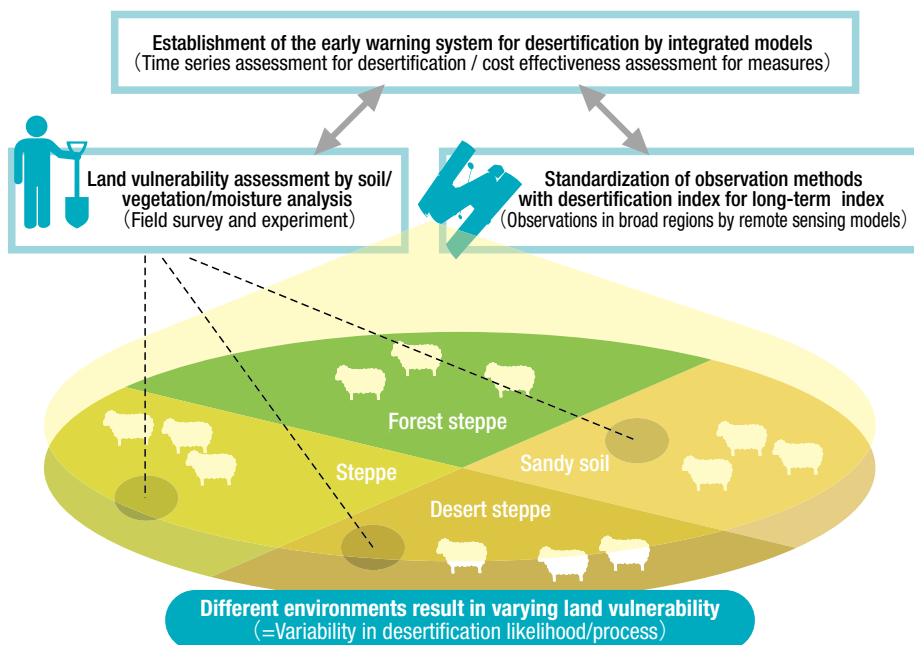 Establishment of the early warning system for desertification by integrated models
（Time series assessment for desertification / cost effectiveness assessment for measures）
Land vulnerability assessment by soil/
vegetation/moisture analysis
（Field survey and experiment）
Standardization of observation methods
with desertification index for long-term index
（Observations in broad regions by remote sensing models）
Forest steppe
Steppe
Sandy soil
Desert steppe
Different environments result in varying land vulnerability
（=Variability in desertification likelihood/process）